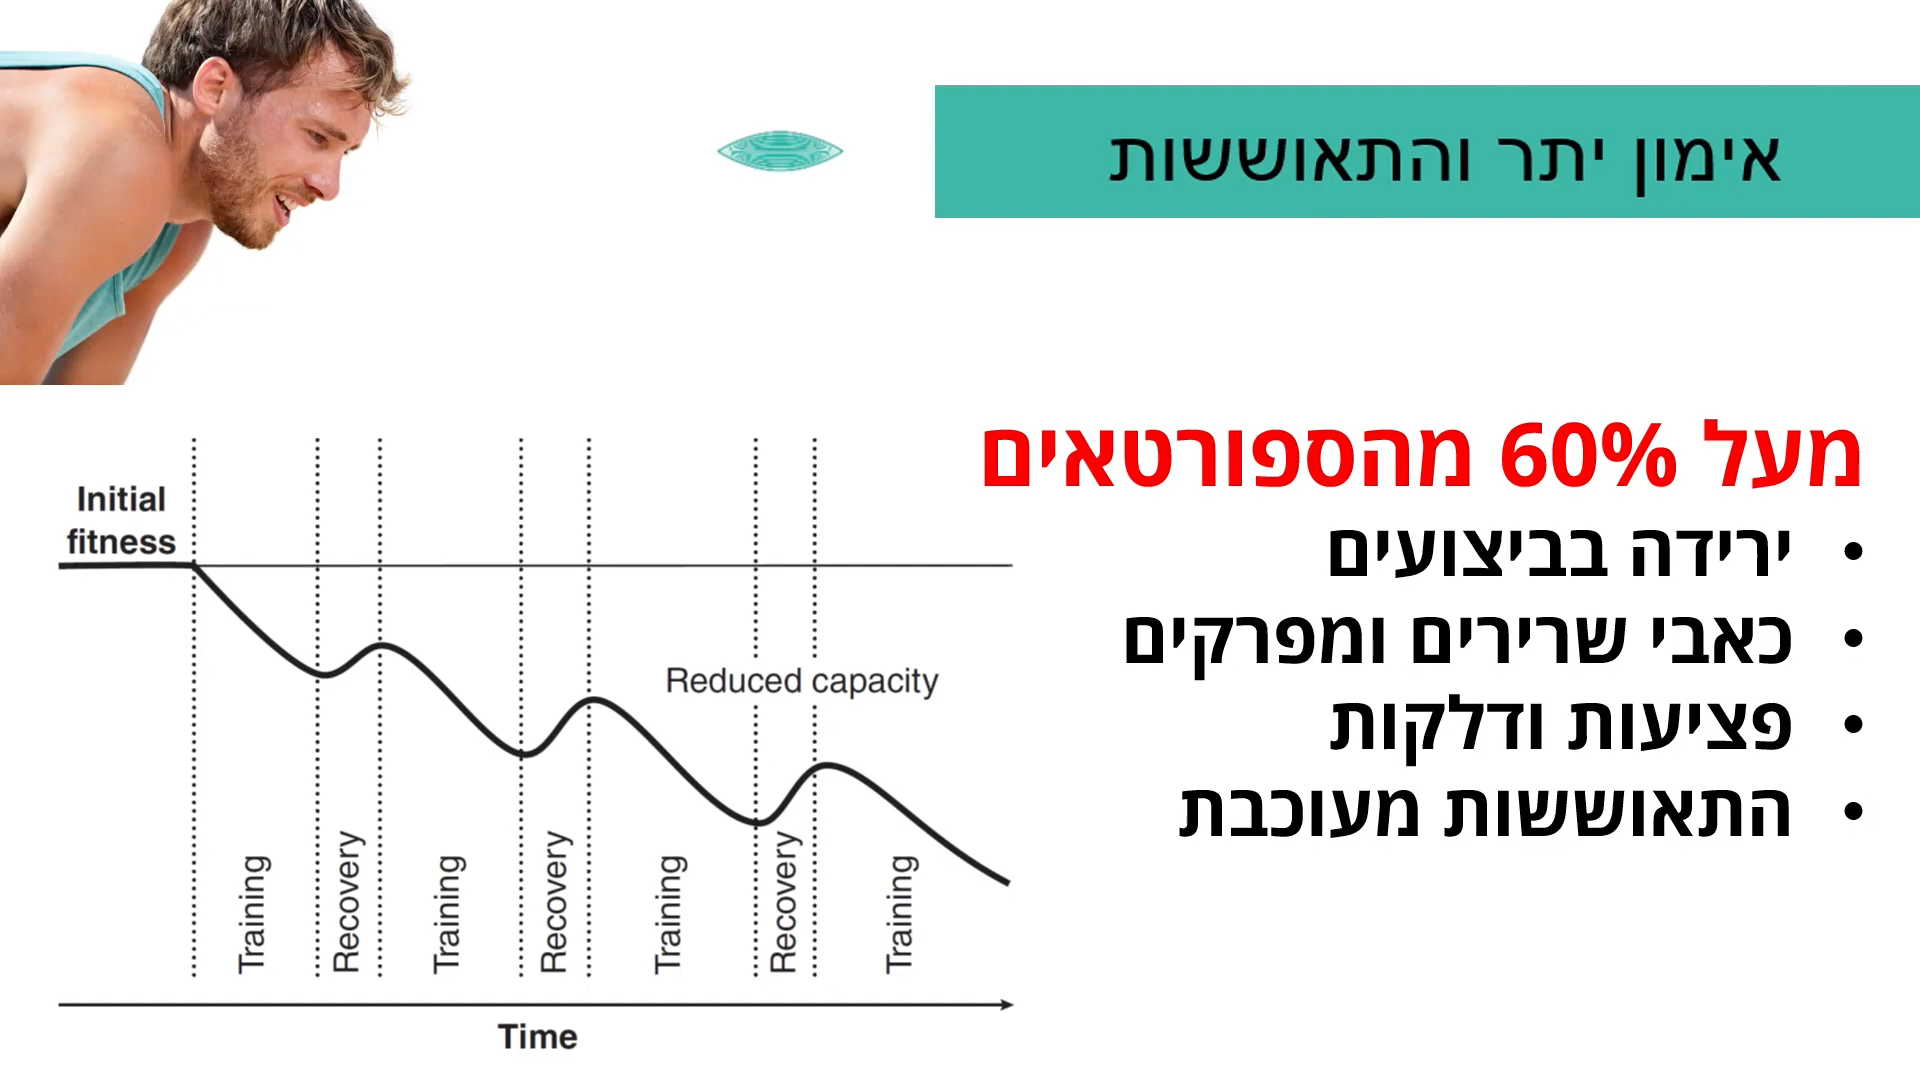 אימון יתר והתאוששות
מעל 60% מהספורטאים
• ירידה בביצועים
• כאבי שרירים ומפרקים
• פציעות ודלקות
• התאוששות מעוכבת
Initial
fitness
Reduced capacity
Training
Recovery
Training
Recovery
Training
Recovery
Training
Time